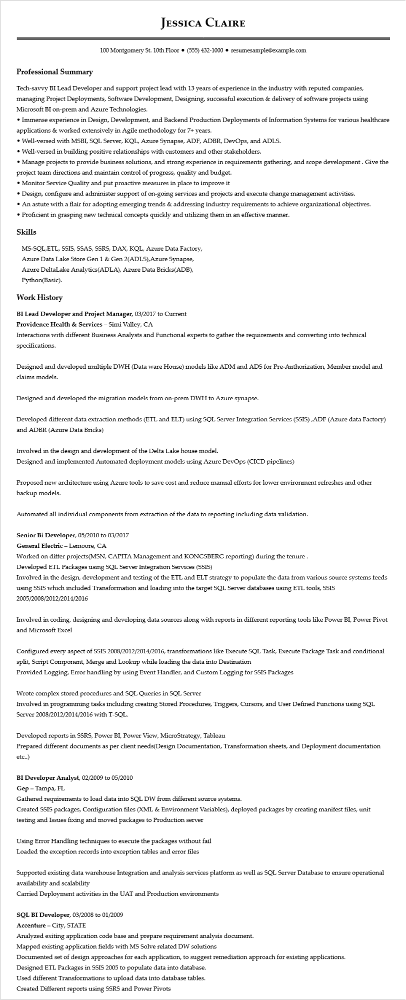 Jessica Claire
100 Montgomery St. 10th Floor ● (555) 432-1000 ● resumesample@example.com
Professional Summary
Tech-savvy BI Lead Developer and support project lead with 13 years of experience in the industry with reputed companies,
managing Project Deployments, Software Development, Designing, successful execution & delivery of software projects using
Microsoft BI on-prem and Azure Technologies.
• Immense experience in Design, Development, and Backend Production Deployments of Information Systems for various healthcare
applications & worked extensively in Agile methodology for 7+ years.
• Well-versed with MSBI, SQL Server, KQL, Azure Synapse, ADF, ADBR, DevOps, and ADLS.
• Well-versed in building positive relationships with customers and other stakeholders.
• Manage projects to provide business solutions, and strong experience in requirements gathering, and scope development . Give the
project team directions and maintain control of progress, quality and budget.
• Monitor Service Quality and put proactive measures in place to improve it
• Design, configure and administer support of on-going services and projects and execute change management activities.
• An astute with a flair for adopting emerging trends & addressing industry requirements to achieve organizational objectives.
• Proficient in grasping new technical concepts quickly and utilizing them in an effective manner.
Skills
MS-SQL,ETL, SSIS, SSAS, SSRS, DAX, KQL, Azure Data Factory,
Azure Data Lake Store Gen 1 & Gen 2(ADLS),Azure Synapse,
Azure DeltaLake Analytics(ADLA), Azure Data Bricks(ADB),
Python(Basic).
Work History
BI Lead Developer and Project Manager, 03/2017 to Current
Providence Health & Services – Simi Valley, CA
Interactions with different Business Analysts and Functional experts to gather the requirements and converting into technical
specifications.
Designed and developed multiple DWH (Data ware House) models like ADM and ADS for Pre-Authorization, Member model and
claims models.
Designed and developed the migration models from on-prem DWH to Azure synapse.
Developed different data extraction methods (ETL and ELT) using SQL Server Integration Services (SSIS) ,ADF (Azure data Factory)
and ADBR (Azure Data Bricks)
Involved in the design and development of the Delta Lake house model.
Designed and implemented Automated deployment models using Azure DevOps (CICD pipelines)
Proposed new architecture using Azure tools to save cost and reduce manual efforts for lower environment refreshes and other
backup models.
Automated all individual components from extraction of the data to reporting including data validation.
Senior Bi Developer, 05/2010 to 03/2017
General Electric – Lemoore, CA
Worked on differ projects(MSN, CAPITA Management and KONGSBERG reporting) during the tenure .
Developed ETL Packages using SQL Server Integration Services (SSIS)
Involved in the design, development and testing of the ETL and ELT strategy to populate the data from various source systems feeds
using SSIS which included Transformation and loading into the target SQL Server databases using ETL tools, SSIS
2005/2008/2012/2014/2016
Involved in coding, designing and developing data sources along with reports in different reporting tools like Power BI, Power Pivot
and Microsoft Excel
Configured every aspect of SSIS 2008/2012/2014/2016, transformations like Execute SQL Task, Execute Package Task and conditional
split, Script Component, Merge and Lookup while loading the data into Destination
Provided Logging, Error handling by using Event Handler, and Custom Logging for SSIS Packages
Wrote complex stored procedures and SQL Queries in SQL Server
Involved in programming tasks including creating Stored Procedures, Triggers, Cursors, and User Defined Functions using SQL
Server 2008/2012/2014/2016 with T-SQL.
Developed reports in SSRS, Power BI, Power View, MicroStrategy, Tableau
Prepared different documents as per client needs(Design Documentation, Transformation sheets, and Deployment documentation
etc..)
BI Developer Analyst, 02/2009 to 05/2010
Gep – Tampa, FL
Gathered requirements to load data into SQL DW from different source systems.
Created SSIS packages, Configuration files (XML & Environment Variables), deployed packages by creating manifest files, unit
testing and Issues fixing and moved packages to Production server
Using Error Handling techniques to execute the packages without fail
Loaded the exception records into exception tables and error files
Supported existing data warehouse Integration and analysis services platform as well as SQL Server Database to ensure operational
availability and scalability
Carried Deployment activities in the UAT and Production environments
SQL BI Developer, 03/2008 to 01/2009
Accenture – City, STATE
Analyzed exiting application code base and prepare requirement analysis document.
Mapped existing application fields with MS Solve related DW solutions
Documented set of design approaches for each application, to suggest remediation approach for existing applications.
Designed ETL Packages in SSIS 2005 to populate data into database.
Used different Transformations to upload data into database tables.
Created Different reports using SSRS and Power Pivots